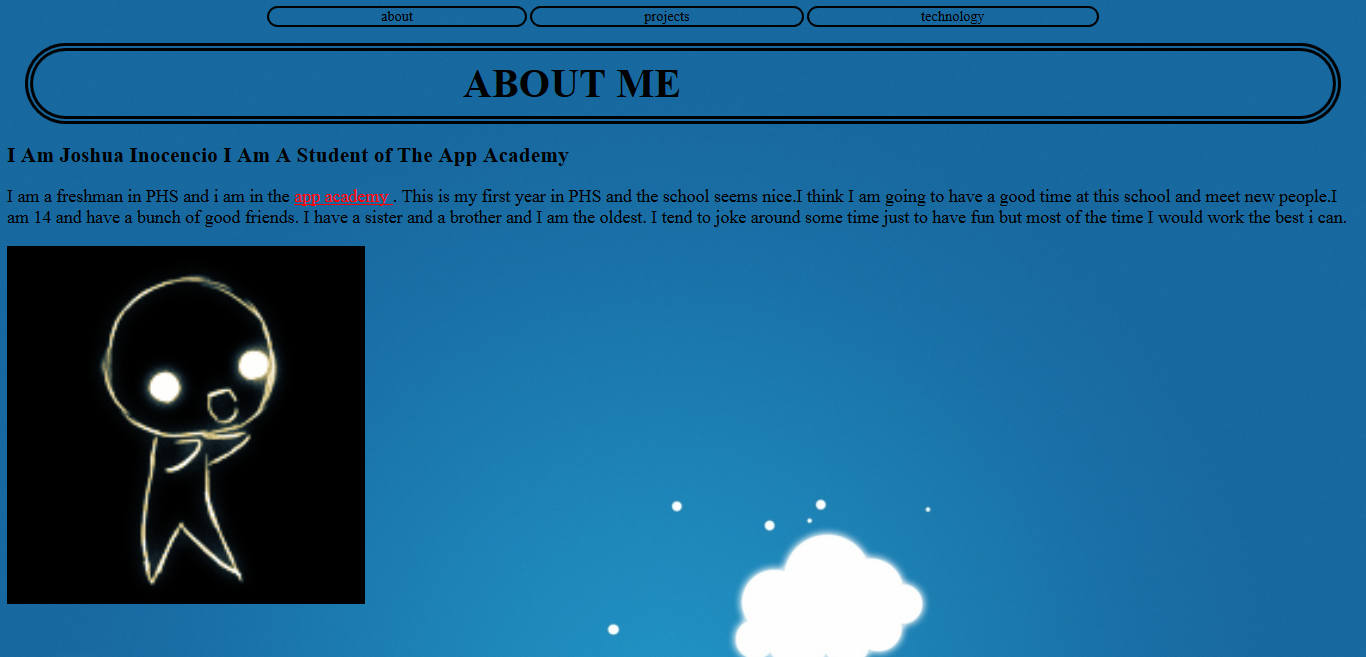 about projects technology
ABOUT ME
I Am Joshua Inocencio I Am A Student of The App Academy
I am a freshman in PHS and i am in the app academy . This is my first year in PHS and the school seems nice.I think I am going to have a good time at this school and meet new people.I
am 14 and have a bunch of good friends. I have a sister and a brother and I am the oldest. I tend to joke around some time just to have fun but most of the time I would work the best i can.